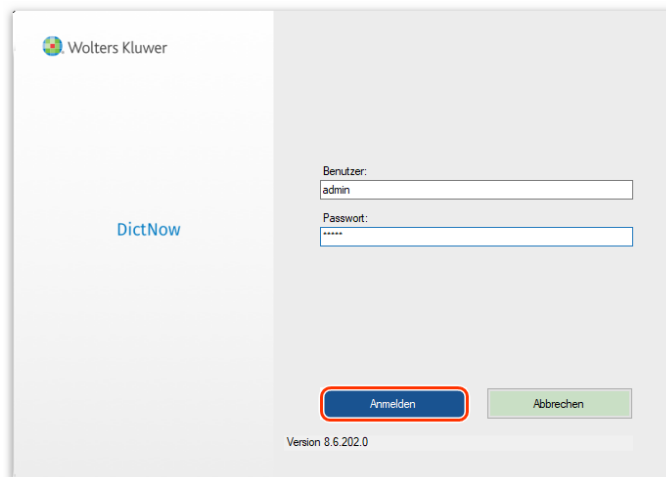 Wolters Kluwer
DictNow
Benutzer:
admin
Passwort:
*****
Anmelden
Abbrechen
Version 8.6.202.0